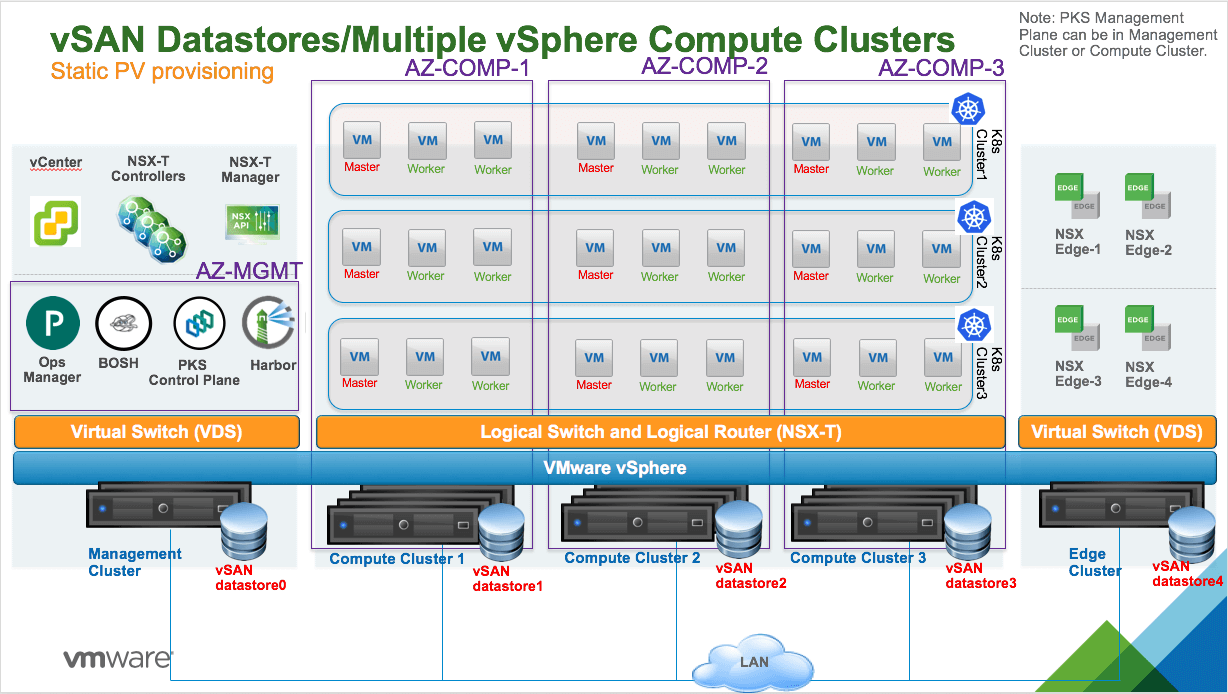 vSAN Datastores/Multiple vSphere Compute Clusters
Static PV provisioning
Note: PKS Management
Plane can be in Management
Cluster or Compute Cluster.
AZ-COMP-1
AZ-COMP-2
AZ-COMP-3
vCenter
NSX-T
Controllers
NSX-T
Manager
NSX
API
AZ-MGMT
P
Ops
Manager
BOSH
PKS
Control Plane
Harbor
VM VM VM VM VM VM VM VM VM
Master Worker Worker Master Worker Worker Master Worker Worker
K8s
Cluster1
VM VM VM VM VM VM VM VM VM
Master Worker Worker Master Worker Worker Master Worker Worker
K8s
Cluster2
VM VM VM VM VM VM VM VM VM
Master Worker Worker Master Worker Worker Master Worker Worker
K8s
Cluster3
EDGE EDGE
NSX
Edge-1
EDGE EDGE
NSX
Edge-2
EDGE EDGE
NSX
Edge-3
EDGE EDGE
NSX
Edge-4
Virtual Switch (VDS)
Logical Switch and Logical Router (NSX-T)
Virtual Switch (VDS)
VMware vSphere
Management
Cluster
vSAN
datastore0
Compute Cluster 1
vSAN
datastore1
Compute Cluster 2
vSAN
datastore2
Compute Cluster 3
vSAN
datastore3
Edge
Cluster
vSAN
datastore4
vmware
LAN